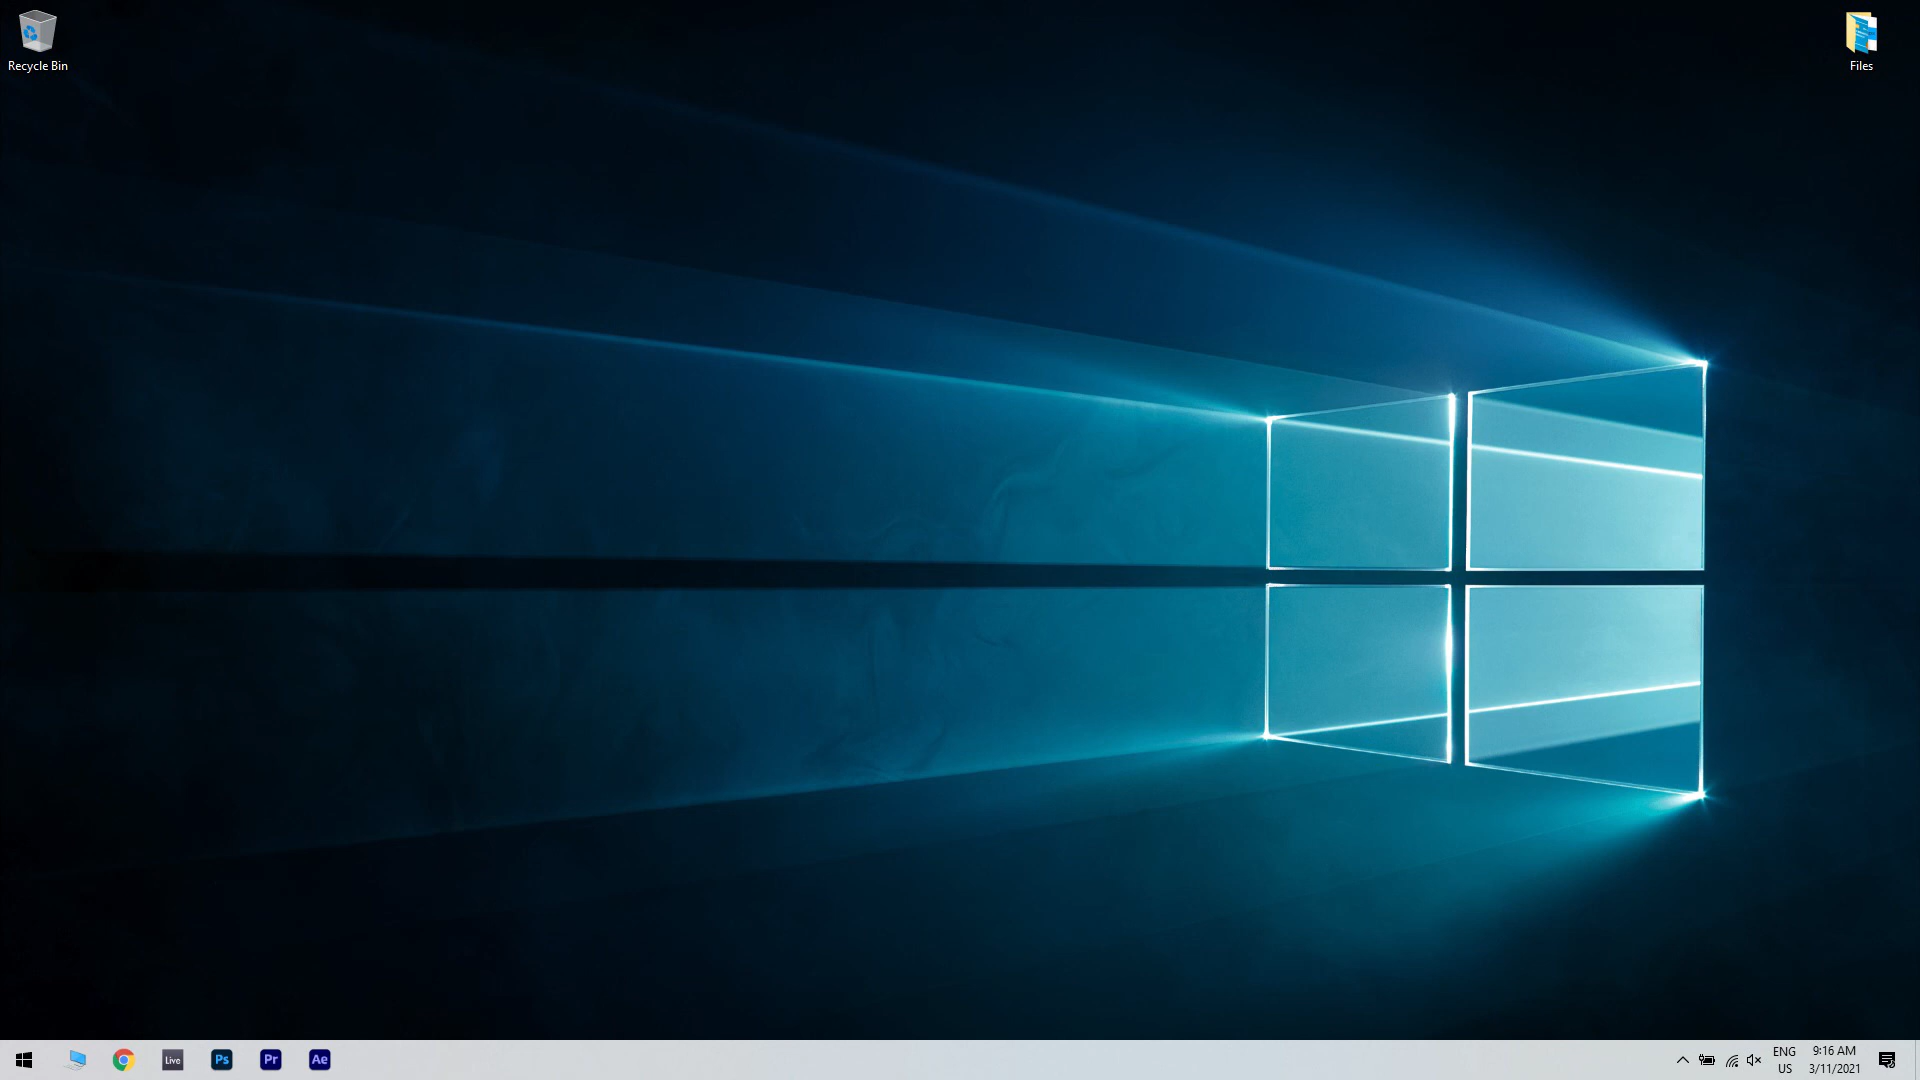 Recycle Bin
Files
Live
Ps
Pr
Ae
ENG
US
9:16 AM
3/11/2021